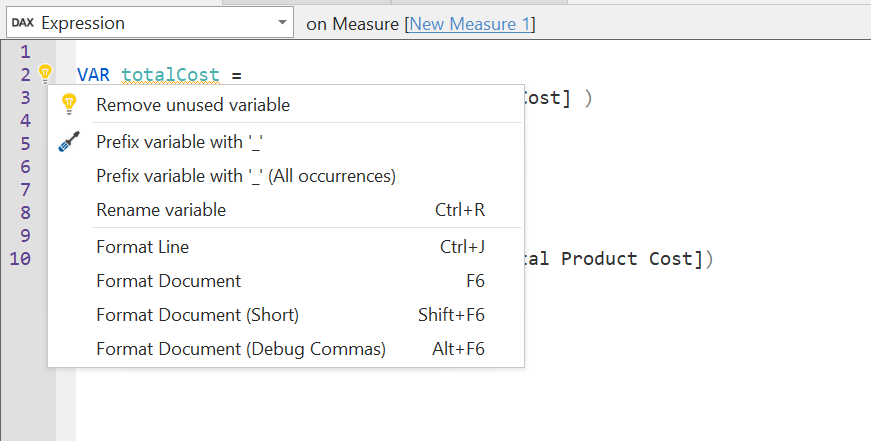 DAX Expression on Measure [New Measure 1]
1
2 VAR totalCost =
3 Cost] )
4
5
6
7
8
9
10 tal Product Cost])
Remove unused variable
Prefix variable with '_'
Prefix variable with '_' (All occurrences)
Rename variable Ctrl+R
Format Line Ctrl+J
Format Document F6
Format Document (Short) Shift+F6
Format Document (Debug Commas) Alt+F6